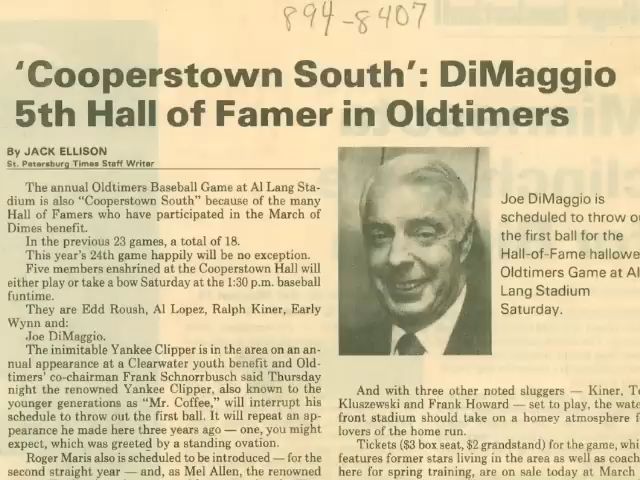 894-8407
'Cooperstown South': DiMaggio
5th Hall of Famer in Oldtimers
By JACK ELLISON
St. Petersburg Times Staff Writer
The annual Oldtimers Baseball Game at Al Lang Sta-
dium is also “Cooperstown South” because of the many
Hall of Famers who have participated in the March of
Dimes benefit.
In the previous 23 games, a total of 18.
This year's 24th game happily will be no exception.
Five members enshrined at the Cooperstown Hall will
either play or take a bow Saturday at the 1:30 p.m. baseball
funtime.
They are Edd Roush, Al Lopez, Ralph Kiner, Early
Wynn and:
Joe DiMaggio.
The inimitable Yankee Clipper is in the area on an an-
nual appearance at a Clearwater youth benefit and Old-
timers' co-chairman Frank Schnorrbusch said Thursday
night the renowned Yankee Clipper, also known to the
younger generations as “Mr. Coffee,” will interrupt his
schedule to throw out the first ball. It will repeat an ap-
pearance he made here three years ago — one, you might
expect, which was greeted by a standing ovation.
Roger Maris also is scheduled to be introduced — for the
second straight year — and, as Mel Allen, the renowned
Joe DiMaggio is
scheduled to throw ou
the first ball for the
Hall-of-Fame hallowe
Oldtimers Game at Al
Lang Stadium
Saturday.
And with three other noted sluggers — Kiner, Te
Kluszewski and Frank Howard — set to play, the wate
front stadium should take on a homey atmosphere f
lovers of the home run.
Tickets ($3 box seat, $2 grandstand) for the game, whi
features former stars living in the area as well as coach
here for spring training, are on sale today at March